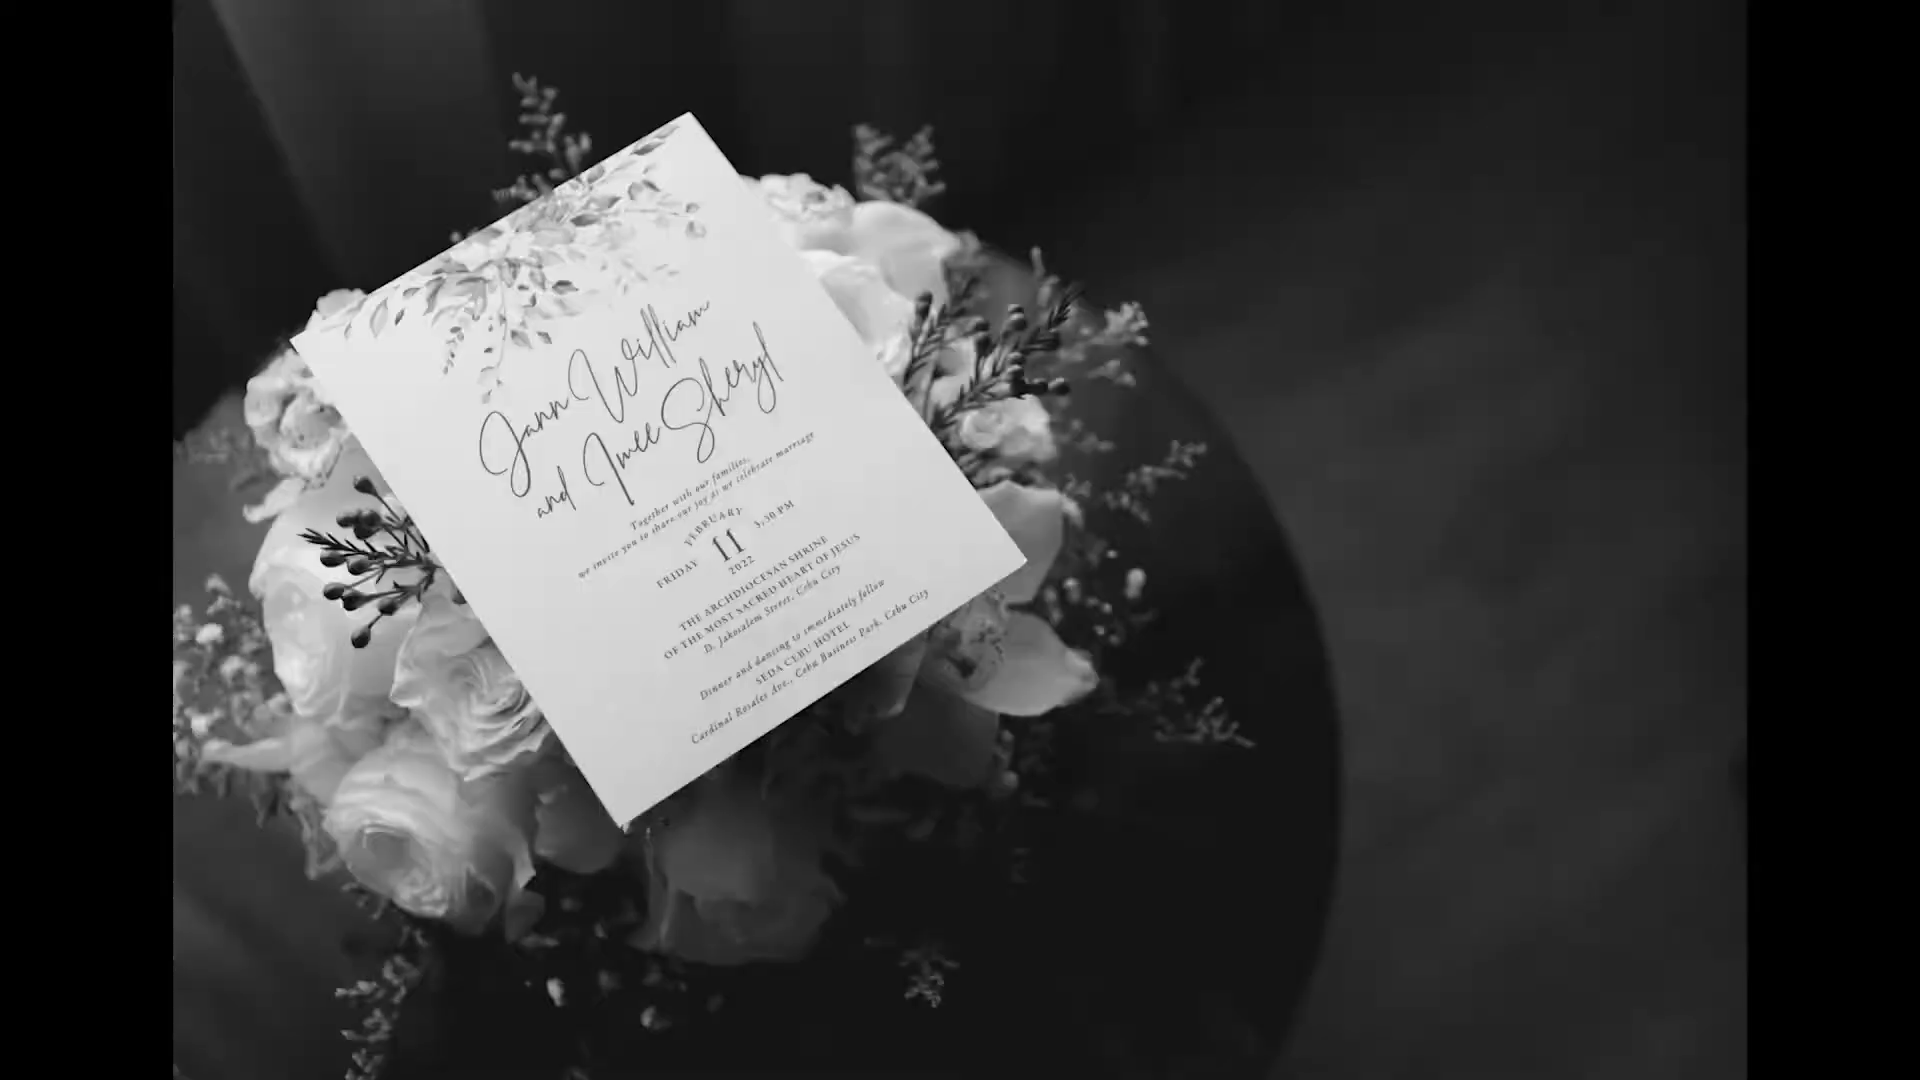 Jann William
and Imee Sheryl
Together with our families,
we invite you to share our joy as we celebrate marriage
FEBRUARY
FRIDAY 11 3:30 PM
2022
THE ARCHDIOCESAN SHRINE
OF THE MOST SACRED HEART OF JESUS
D. Jakosalem Street, Cebu City
Dinner and dancing to immediately follow
SEDA CEBU HOTEL
Cardinal Rosales Ave., Cebu Business Park, Cebu City